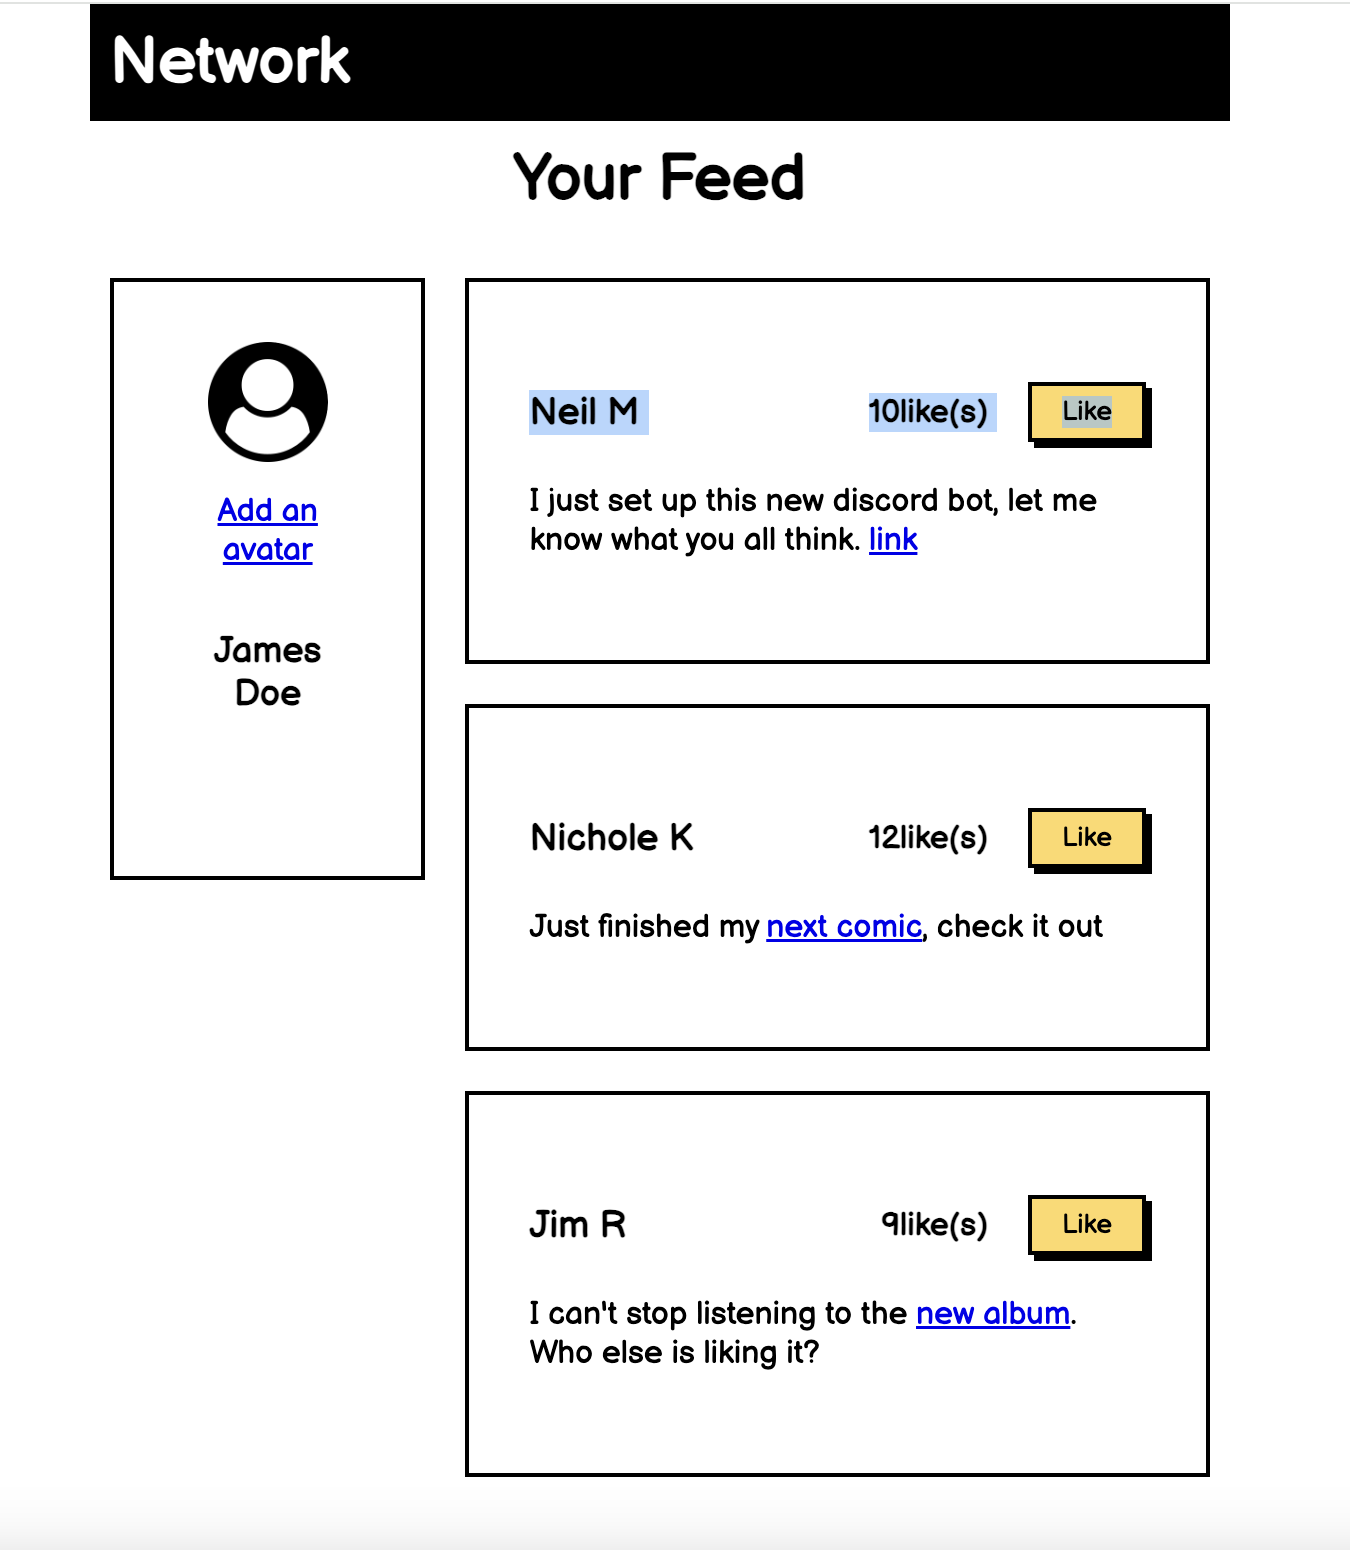 Network
Your Feed
Add an
avatar
James
Doe
Neil M 10like(s) Like
I just set up this new discord bot, let me
know what you all think. link
Nichole K 12like(s) Like
Just finished my next comic, check it out
Jim R 9like(s) Like
I can't stop listening to the new album.
Who else is liking it?